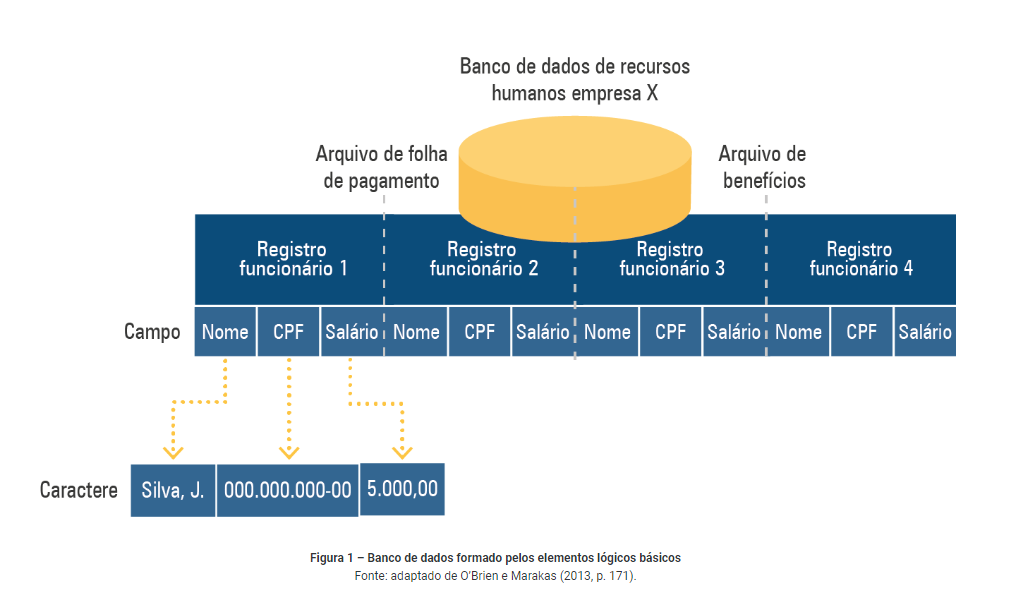 Banco de dados de recursos
humanos empresa X
Arquivo de folha
de pagamento
Arquivo de
benefícios
Registro
funcionário 1
Registro
funcionário 2
Registro
funcionário 3
Registro
funcionário 4
Campo
Nome
CPF
Salário
Nome
CPF
Salário
Nome
CPF
Salário
Nome
CPF
Salário
Caractere
Silva, J.
000.000.000-00
5.000,00
Figura 1 – Banco de dados formado pelos elementos lógicos básicos
Fonte: adaptado de O'Brien e Marakas (2013, p. 171).